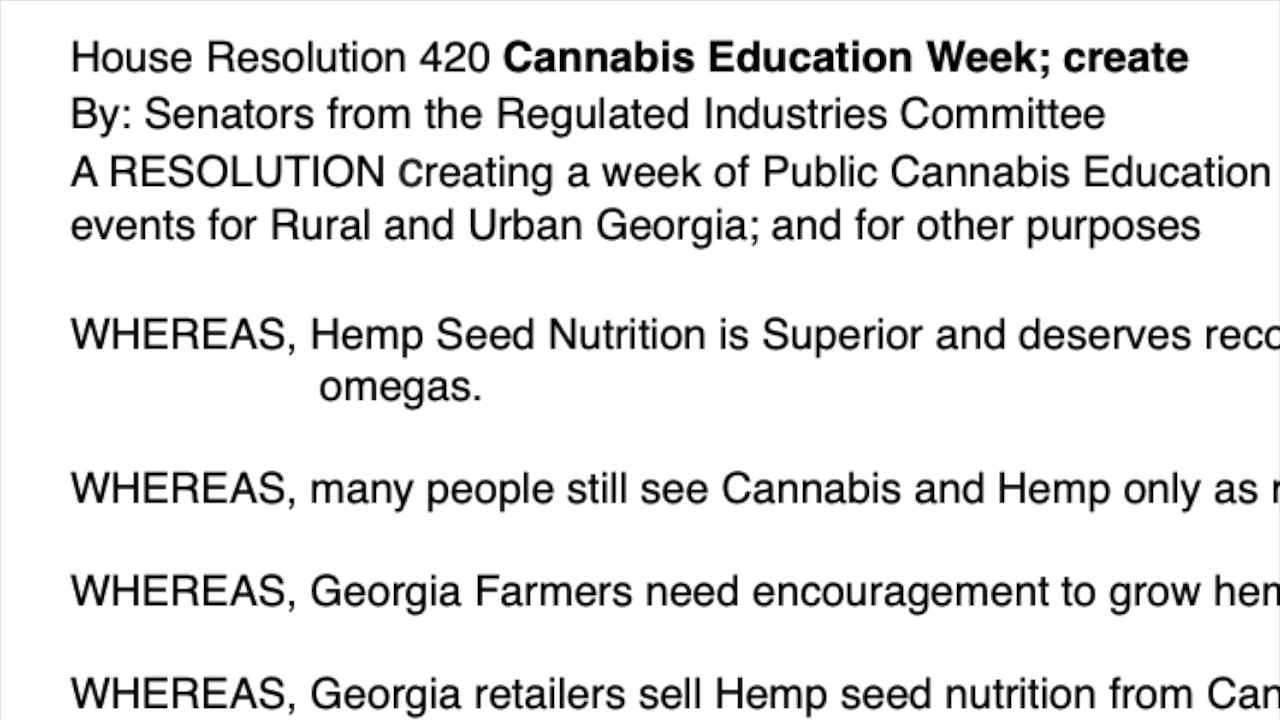 House Resolution 420 Cannabis Education Week; create
By: Senators from the Regulated Industries Committee
A RESOLUTION Creating a week of Public Cannabis Education
events for Rural and Urban Georgia; and for other purposes
WHEREAS, Hemp Seed Nutrition is Superior and deserves
omegas.
WHEREAS, many people still see Cannabis and Hemp only as
WHEREAS, Georgia Farmers need encouragement to grow
WHEREAS, Georgia retailers sell Hemp seed nutrition from